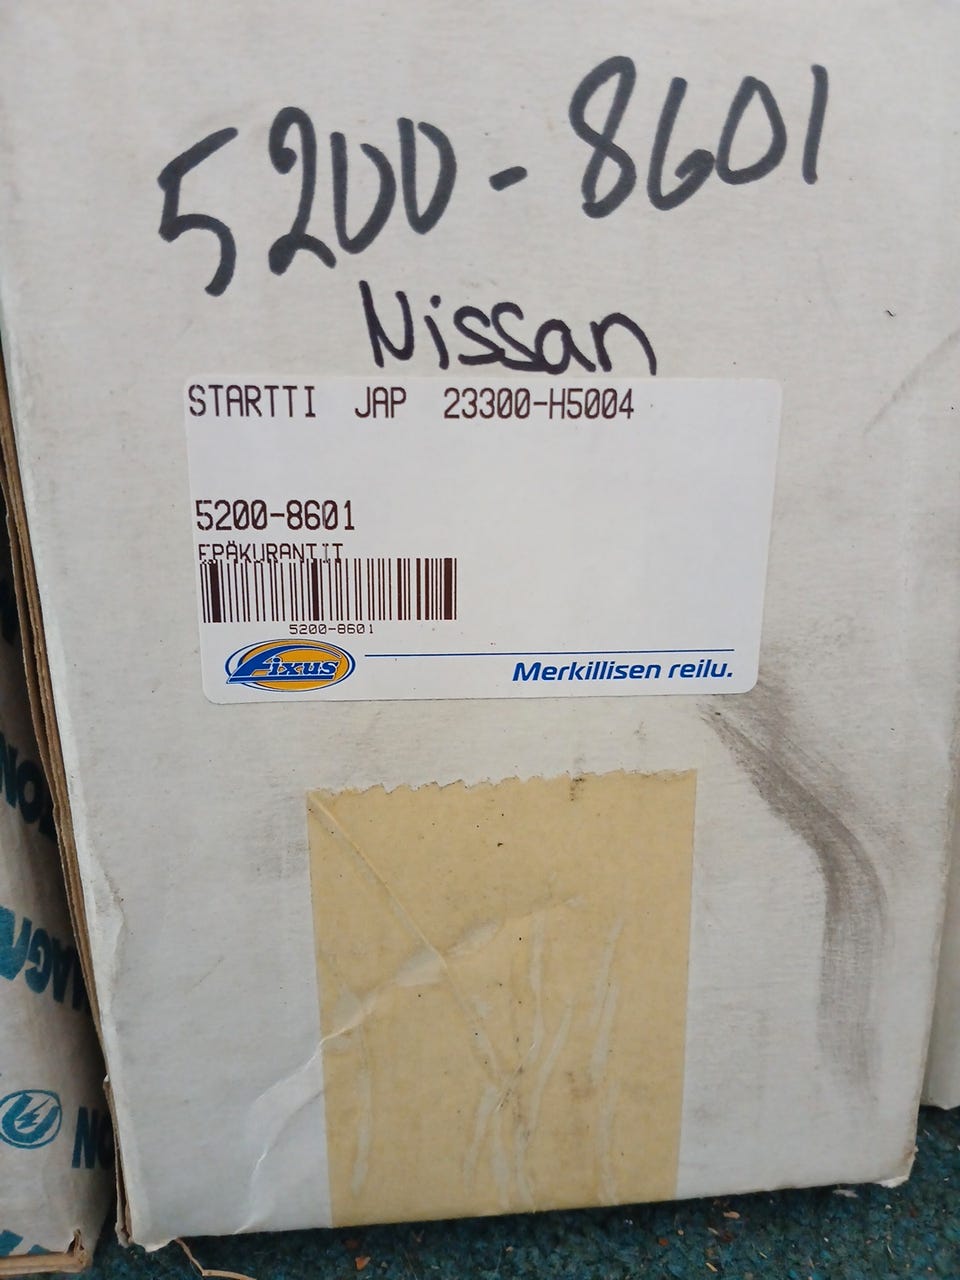 5200-8601
Nissan
STARTTI JAP 23300-H5004
5200-8601
EPÄKURANTIT
5200-8601
Fixus
Merkillisen reilu.